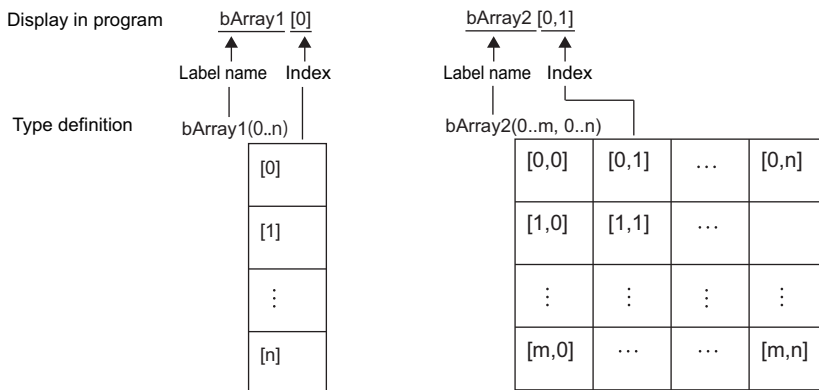 Display in program
bArray1 [0]
bArray2 [0,1]
Label name Index
Label name Index
Type definition
bArray1(0..n)
bArray2(0..m, 0..n)
[0]
[1]
⋮
[n]
[0,0] [0,1] ... [0,n]
[1,0] [1,1] ...
⋮ ⋮ ⋮ ⋮
[m,0] ... ... [m,n]